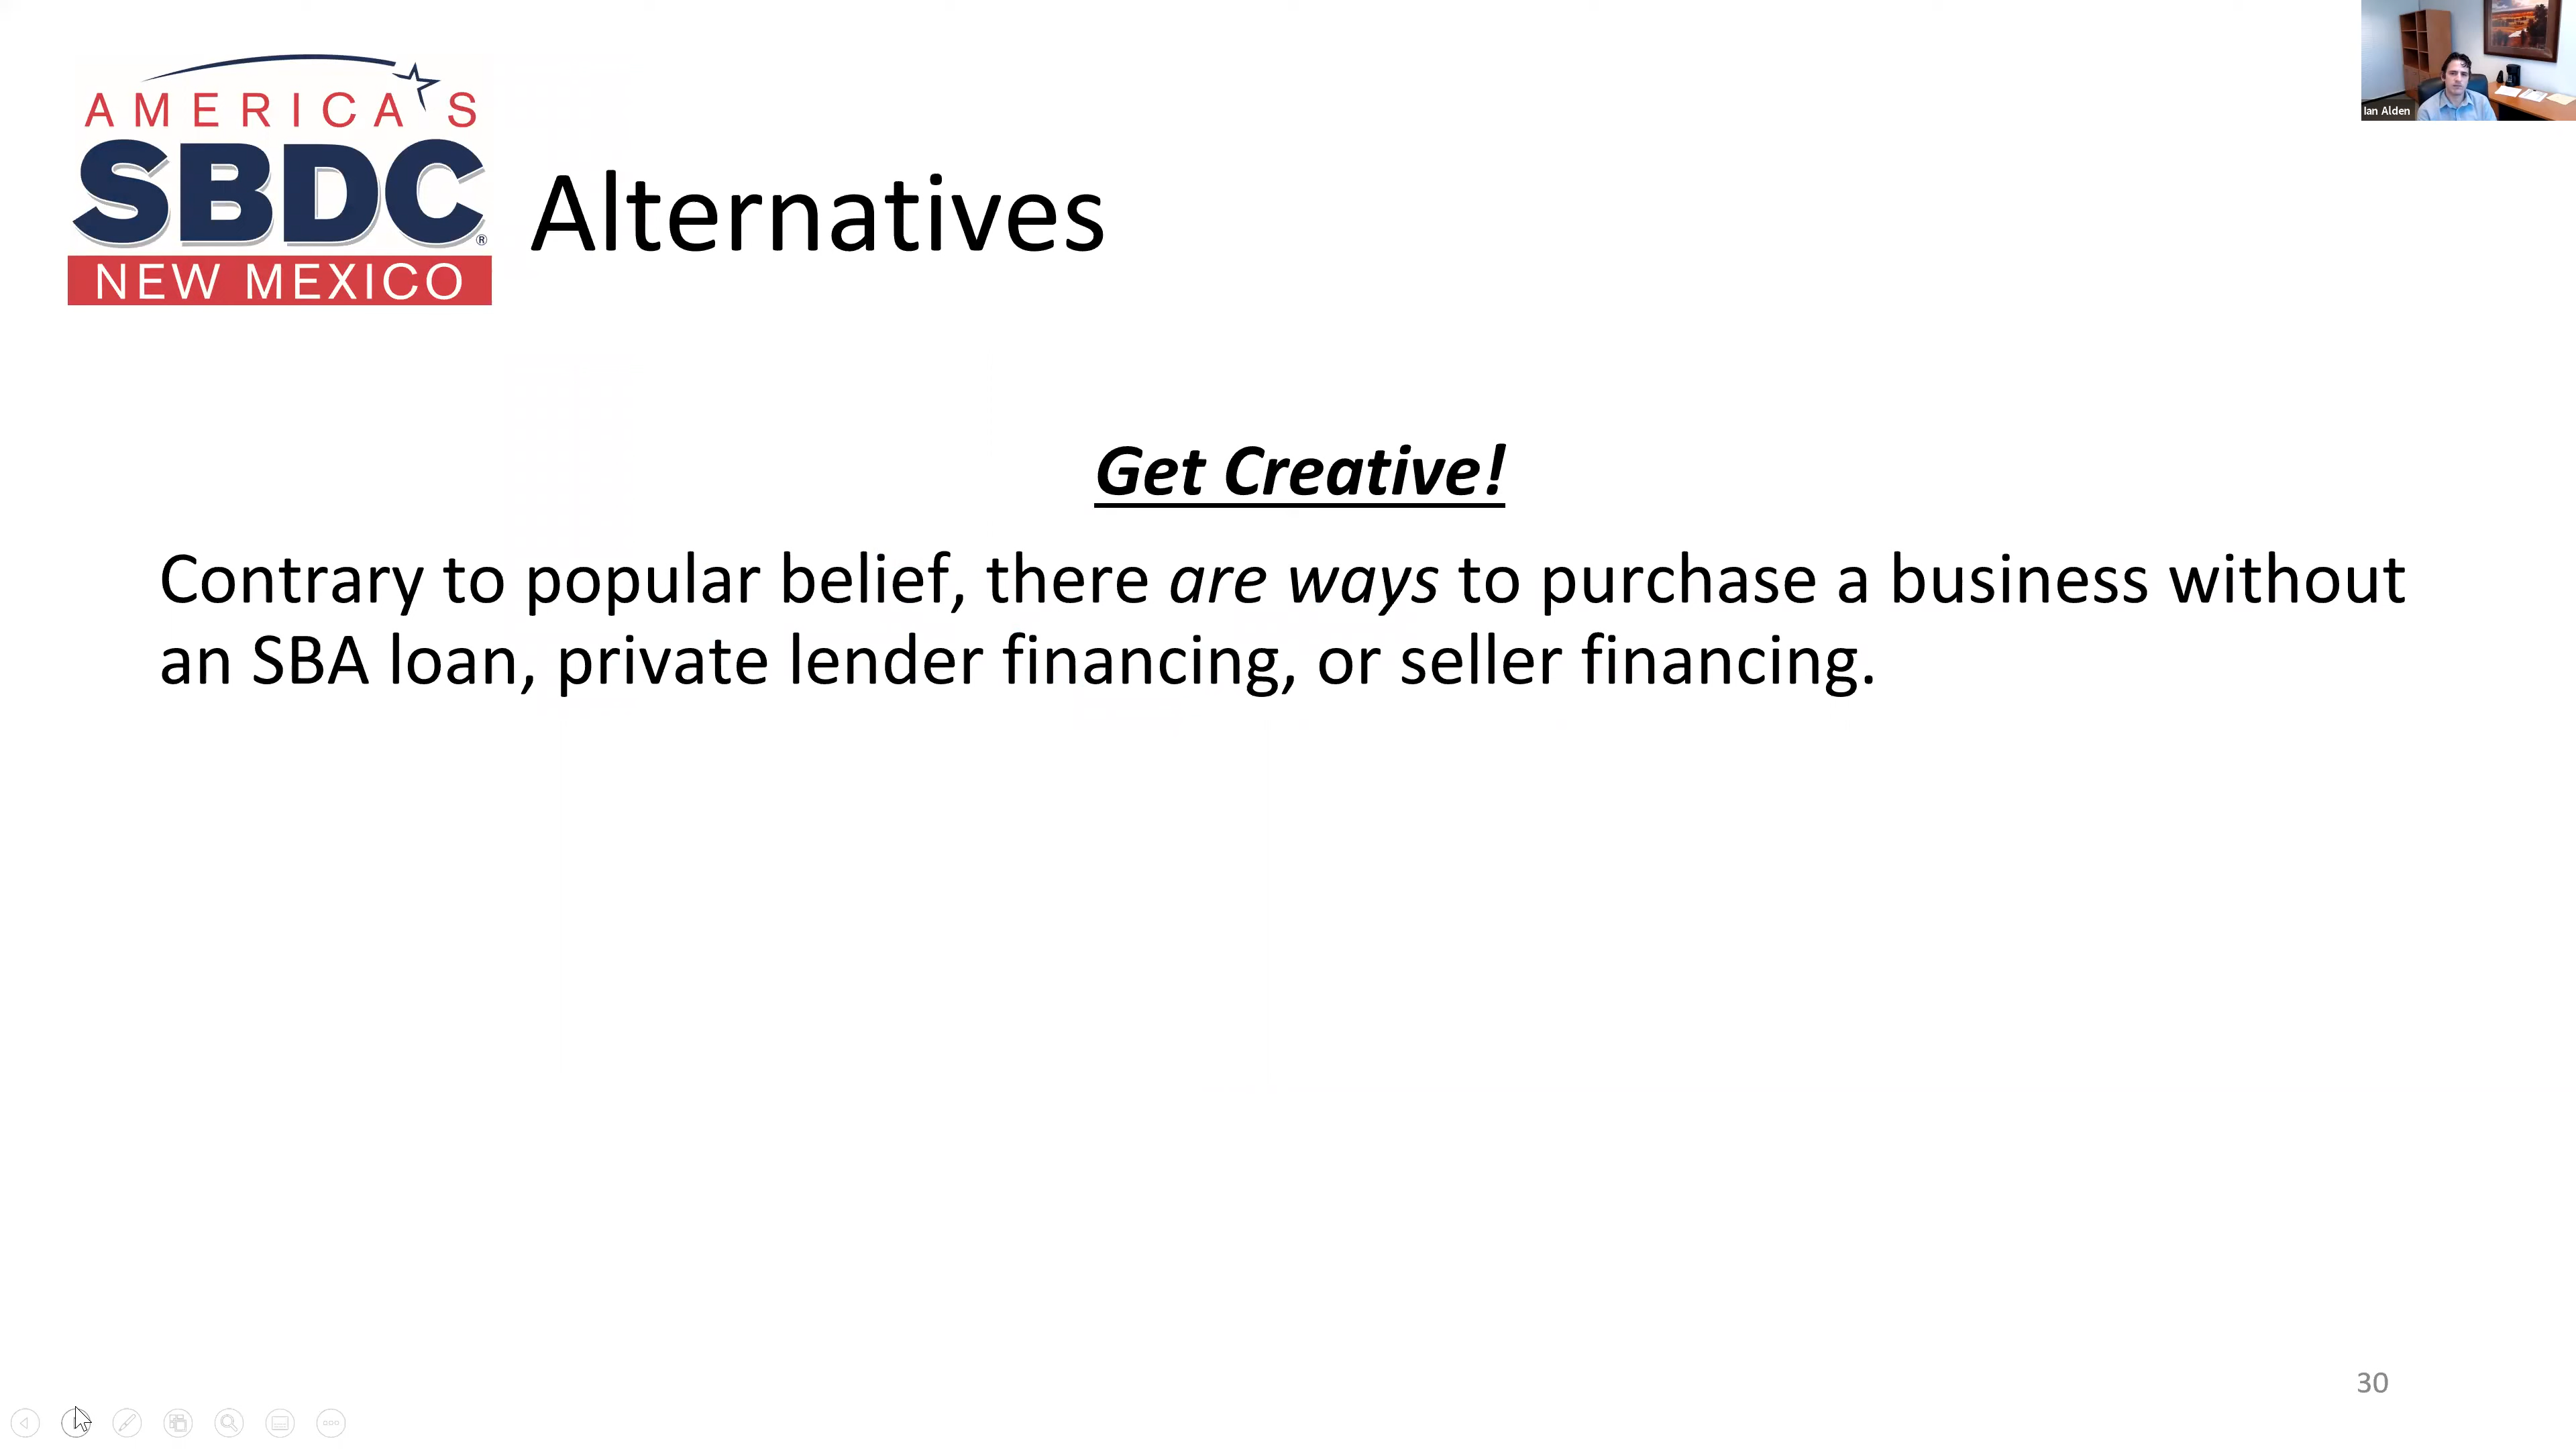 AMERICA'S
SBDC®
NEW MEXICO
Alternatives
Ian Alden
Get Creative!
Contrary to popular belief, there are ways to purchase a business without
an SBA loan, private lender financing, or seller financing.
30